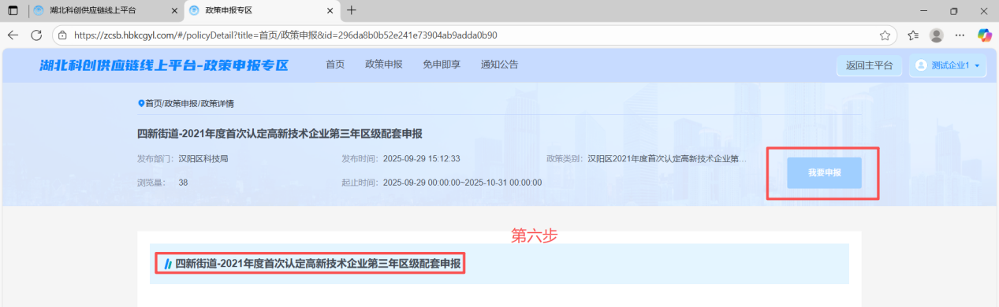 湖北科创供应链线上平台
政策申报专区
https://zcsb.hbkcgyl.com/#/policyDetail?title=首页/政策申报&id=296da8b0b52e241e73904ab9adda0b90
湖北科创供应链线上平台-政策申报专区 首页 政策申报 免申即享 通知公告 返回主平台 测试企业1
首页/政策申报/政策详情
四新街道-2021年度首次认定高新技术企业第三年区级配套申报
发布部门：汉阳区科技局 发布时间：2025-09-29 15:12:33 政策类别：汉阳区2021年度首次认定高新技术企业第...
我要申报
浏览量： 38 起止时间：2025-09-29 00:00:00~2025-10-31 00:00:00
第六步
四新街道-2021年度首次认定高新技术企业第三年区级配套申报